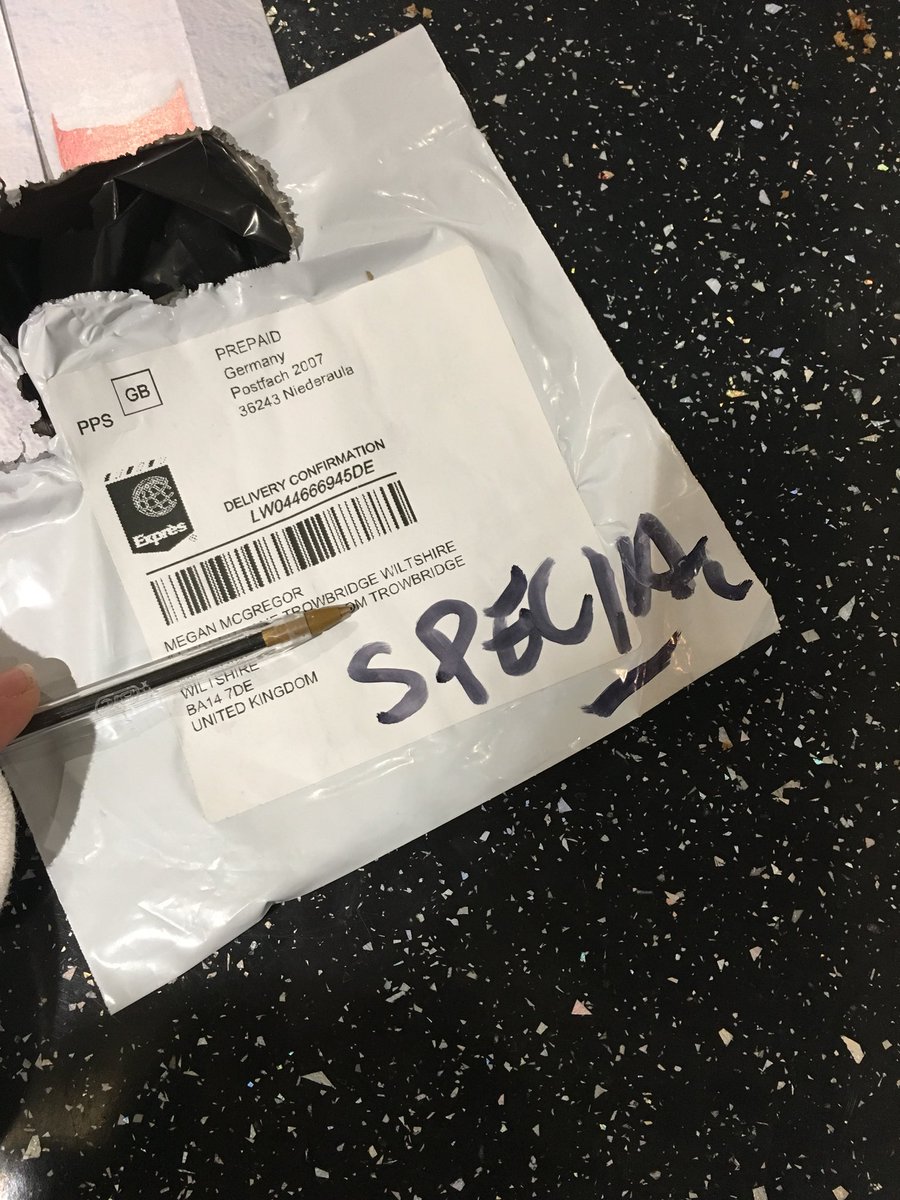 PREPAID
Germany
Postfach 2007
36243 Niederaula
PPS
GB
Exprès
DELIVERY CONFIRMATION
LW044666945DE
MEGAN MCGREGOR
TROWBRIDGE WILTSHIRE
TROWBRIDGE
WILTSHIRE
BA14 7DE
UNITED KINGDOM
SPECIAL